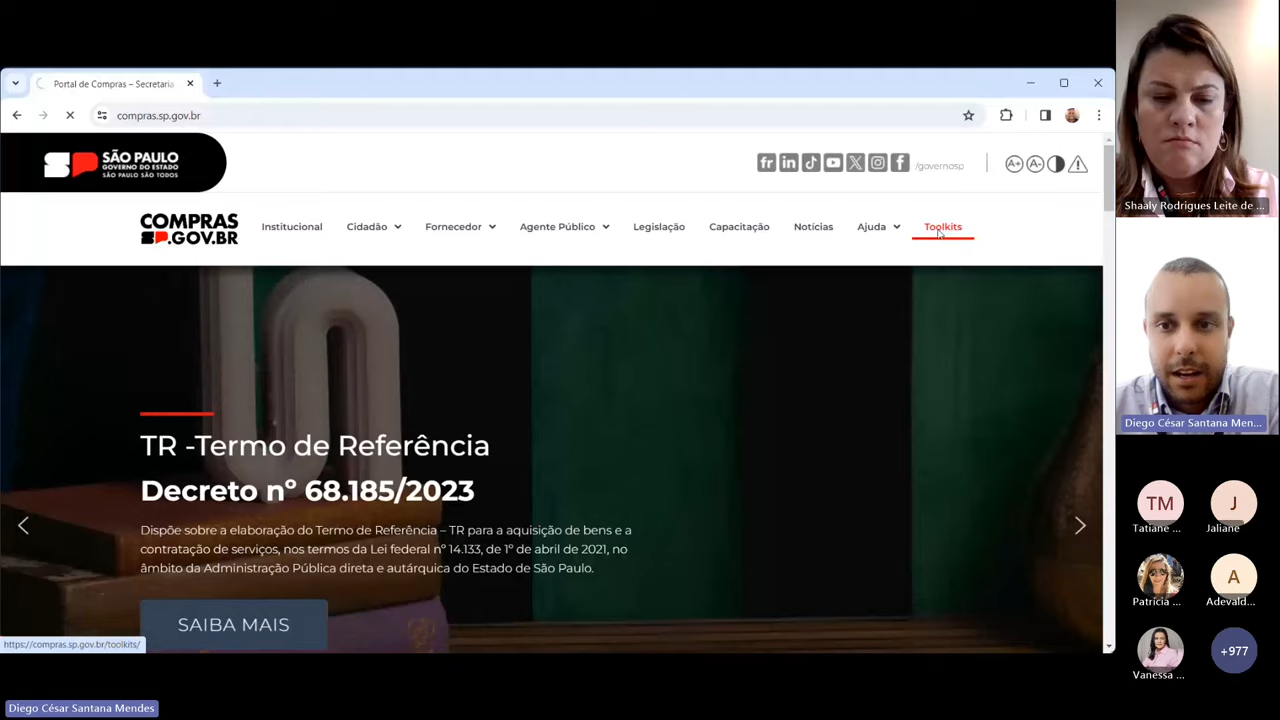 Portal de Compras – Secretaria
compras.sp.gov.br
SÃO PAULO
GOVERNO DO ESTADO
SÃO PAULO SÃO TODOS
/governosp
A+ A-
COMPRAS
SP.GOV.BR
Institucional Cidadão Fornecedor Agente Público Legislação Capacitação Notícias Ajuda Toolkits
TR -Termo de Referência
Decreto nº 68.185/2023
Dispõe sobre a elaboração do Termo de Referência – TR para a aquisição de bens e a
contratação de serviços, nos termos da Lei federal nº 14.133, de 1º de abril de 2021, no
âmbito da Administração Pública direta e autárquica do Estado de São Paulo.
SAIBA MAIS
https://compras.sp.gov.br/toolkits/
Diego César Santana Mendes
Shaaly Rodrigues Leite de ...
Diego César Santana Men...
TM J
Tatiane ... Jaliane
A
Patrícia ... Adevald...
+977
Vanessa ...